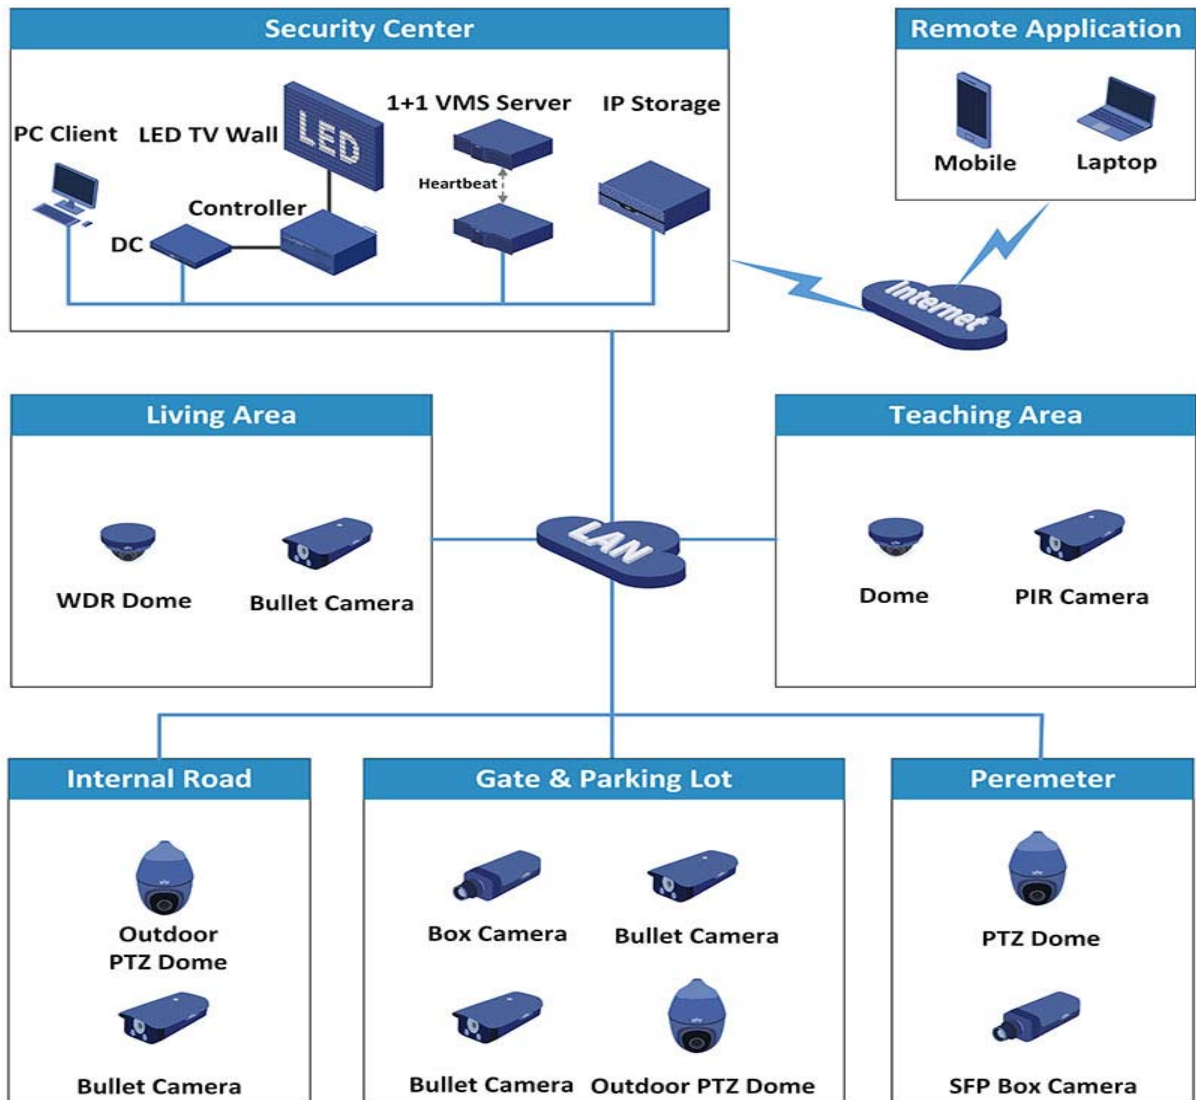 Security Center
Remote Application
1+1 VMS Server
IP Storage
PC Client
LED TV Wall
LED
Heartbeat
Controller
DC
Mobile
Laptop
Internet
Living Area
Teaching Area
LAN
WDR Dome
Bullet Camera
Dome
PIR Camera
Internal Road
Gate & Parking Lot
Peremeter
Outdoor
PTZ Dome
Bullet Camera
Box Camera
Bullet Camera
Bullet Camera
Outdoor PTZ Dome
PTZ Dome
SFP Box Camera